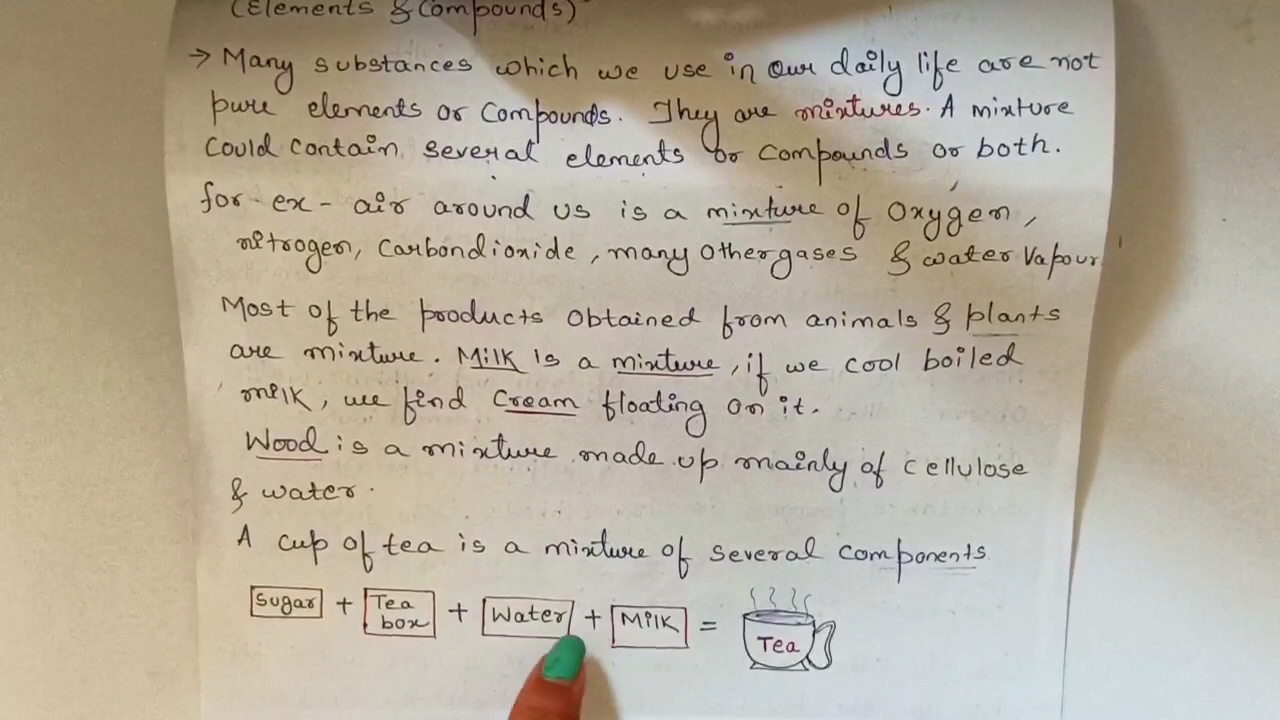 (Elements & Compounds)
→ Many substances which we use in our daily life are not
pure elements or compounds. They are mixtures. A mixture
could contain several elements or compounds or both.
for ex- air around us is a mixture of oxygen,
nitrogen, carbondioxide, many other gases & water vapour
Most of the products obtained from animals & plants
are mixture. Milk is a mixture, if we cool boiled
milk, we find cream floating on it.
Wood is a mixture made up mainly of cellulose
& water.
A cup of tea is a mixture of several components
Sugar + Tea box + Water + Milk = Tea